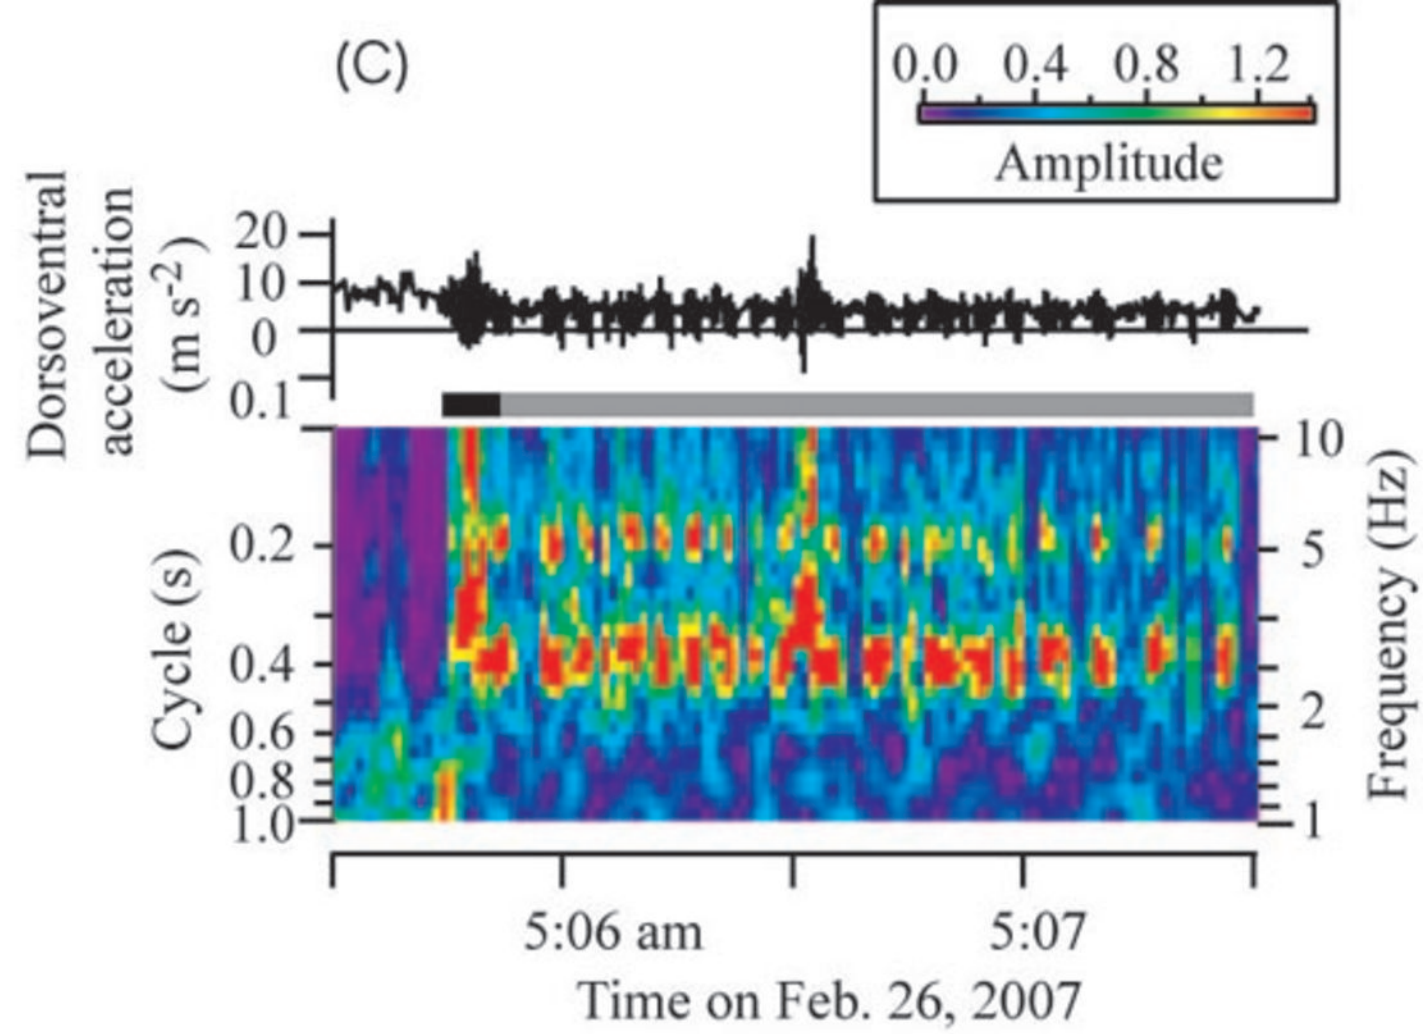 (C)
0.0 0.4 0.8 1.2
Amplitude
Dorsoventral
acceleration
(m s-2)
20
10
0
0.1
Cycle (s)
0.2
0.4
0.6
0.8
1.0
10
5
2
1
Frequency (Hz)
5:06 am 5:07
Time on Feb. 26, 2007